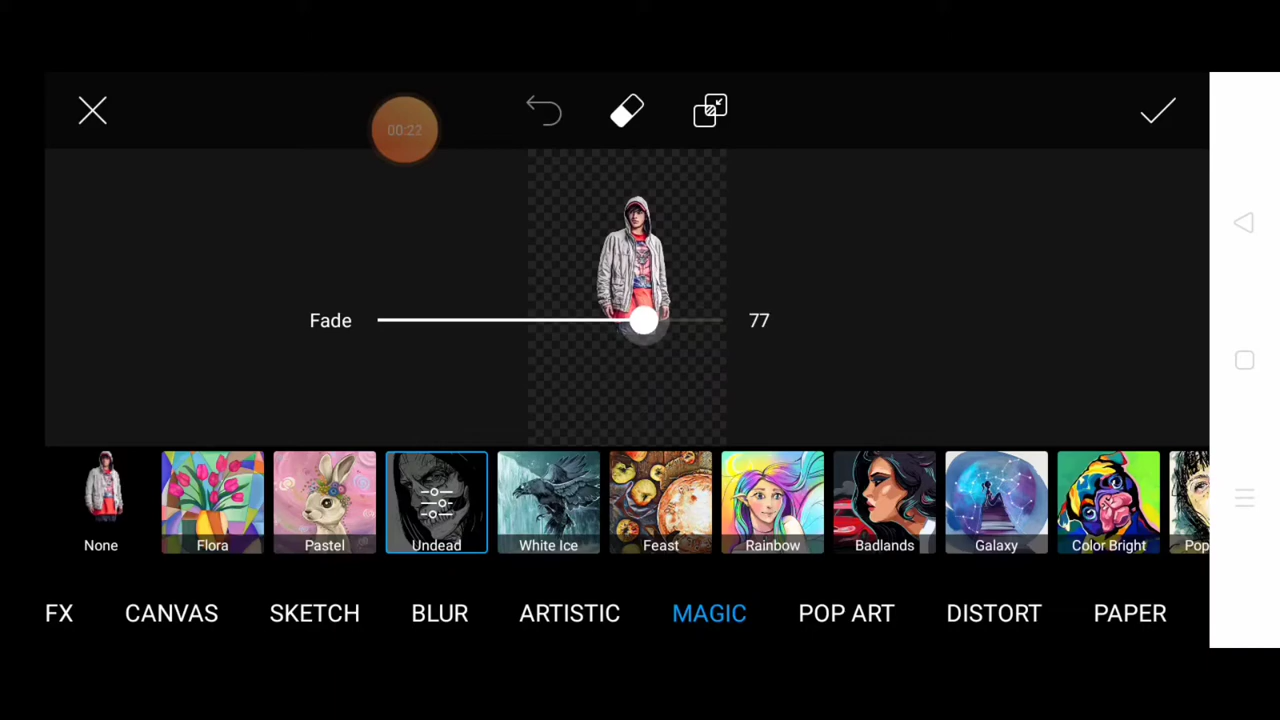 00:22
Fade 77
None Flora Pastel Undead White Ice Feast Rainbow Badlands Galaxy Color Bright Pop
FX CANVAS SKETCH BLUR ARTISTIC MAGIC POP ART DISTORT PAPER